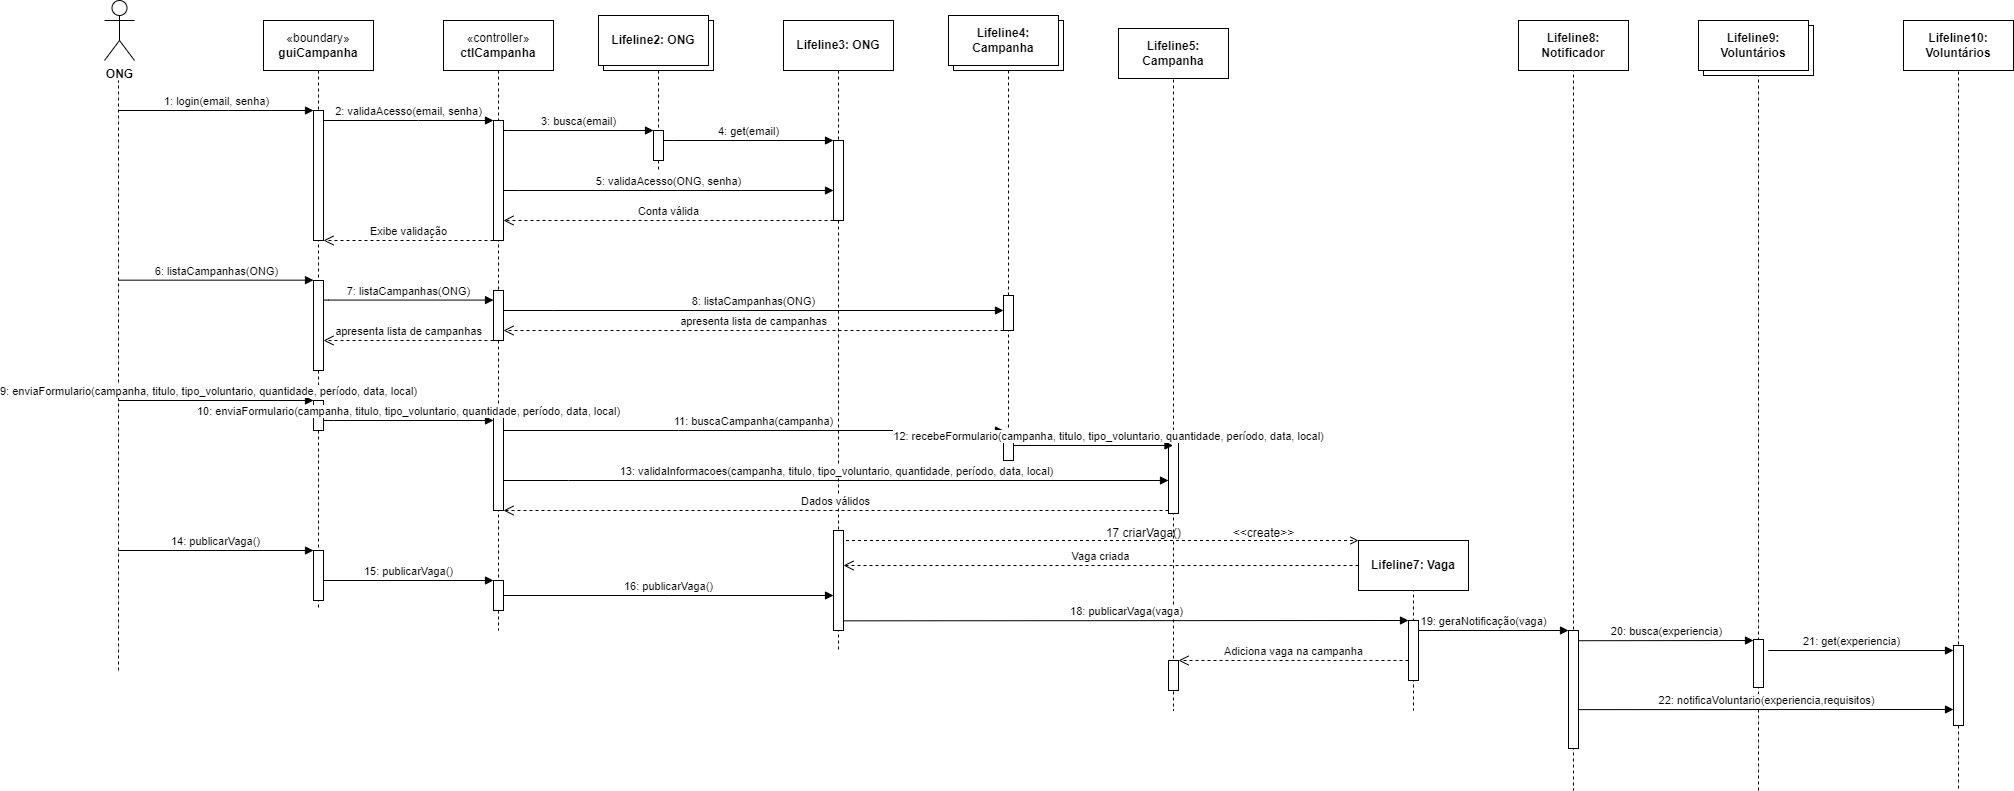 ONG
«boundary»
guiCampanha
«controller»
ctlCampanha
Lifeline2: ONG
Lifeline3: ONG
Lifeline4:
Campanha
Lifeline5:
Campanha
Lifeline8:
Notificador
Lifeline9:
Voluntários
Lifeline10:
Voluntários
1: login(email, senha)
2: validaAcesso(email, senha)
3: busca(email)
4: get(email)
5: validaAcesso(ONG, senha)
Conta válida
Exibe validação
6: listaCampanhas(ONG)
7: listaCampanhas(ONG)
8: listaCampanhas(ONG)
apresenta lista de campanhas
apresenta lista de campanhas
9: enviaFormulario(campanha, titulo, tipo_voluntario, quantidade, período, data, local)
10: enviaFormulario(campanha, titulo, tipo_voluntario, quantidade, período, data, local)
11: buscaCampanha(campanha)
12: recebeFormulario(campanha, titulo, tipo_voluntario, quantidade, período, data, local)
13: validaInformacoes(campanha, titulo, tipo_voluntario, quantidade, período, data, local)
Dados válidos
14: publicarVaga()
15: publicarVaga()
16: publicarVaga()
17 criarVaga()
<<create>>
Vaga criada
Lifeline7: Vaga
18: publicarVaga(vaga)
19: geraNotificação(vaga)
20: busca(experiencia)
21: get(experiencia)
Adiciona vaga na campanha
22: notificaVoluntario(experiencia,requisitos)